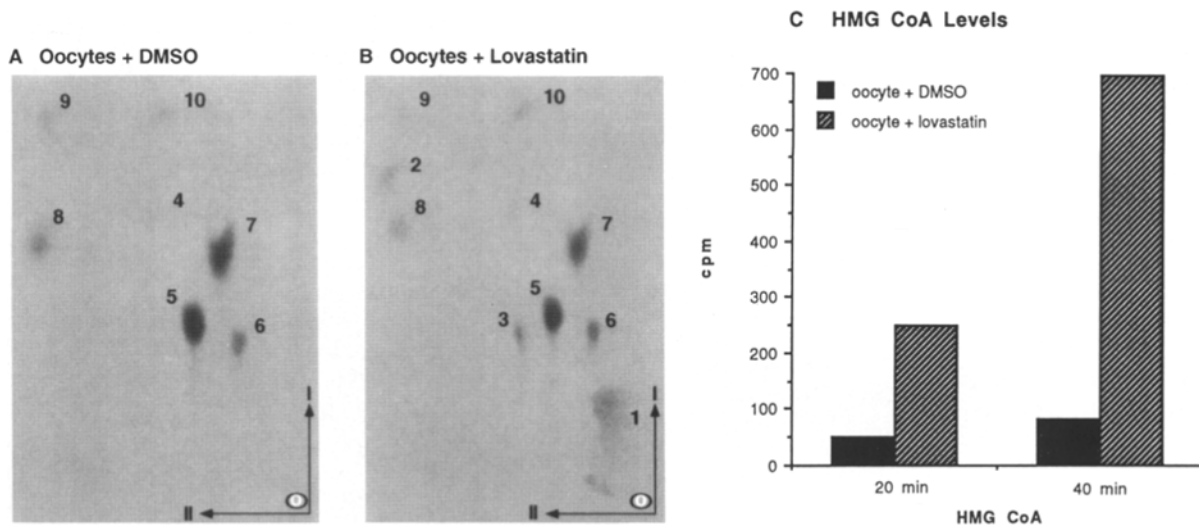 A Oocytes + DMSO
9
10
4
8
7
5
6
I
II
B Oocytes + Lovastatin
9
10
2
4
8
7
5
3
6
I
1
II
C HMG CoA Levels
oocyte + DMSO
oocyte + lovastatin
cpm
700
600
500
400
300
200
100
0
20 min
40 min
HMG CoA